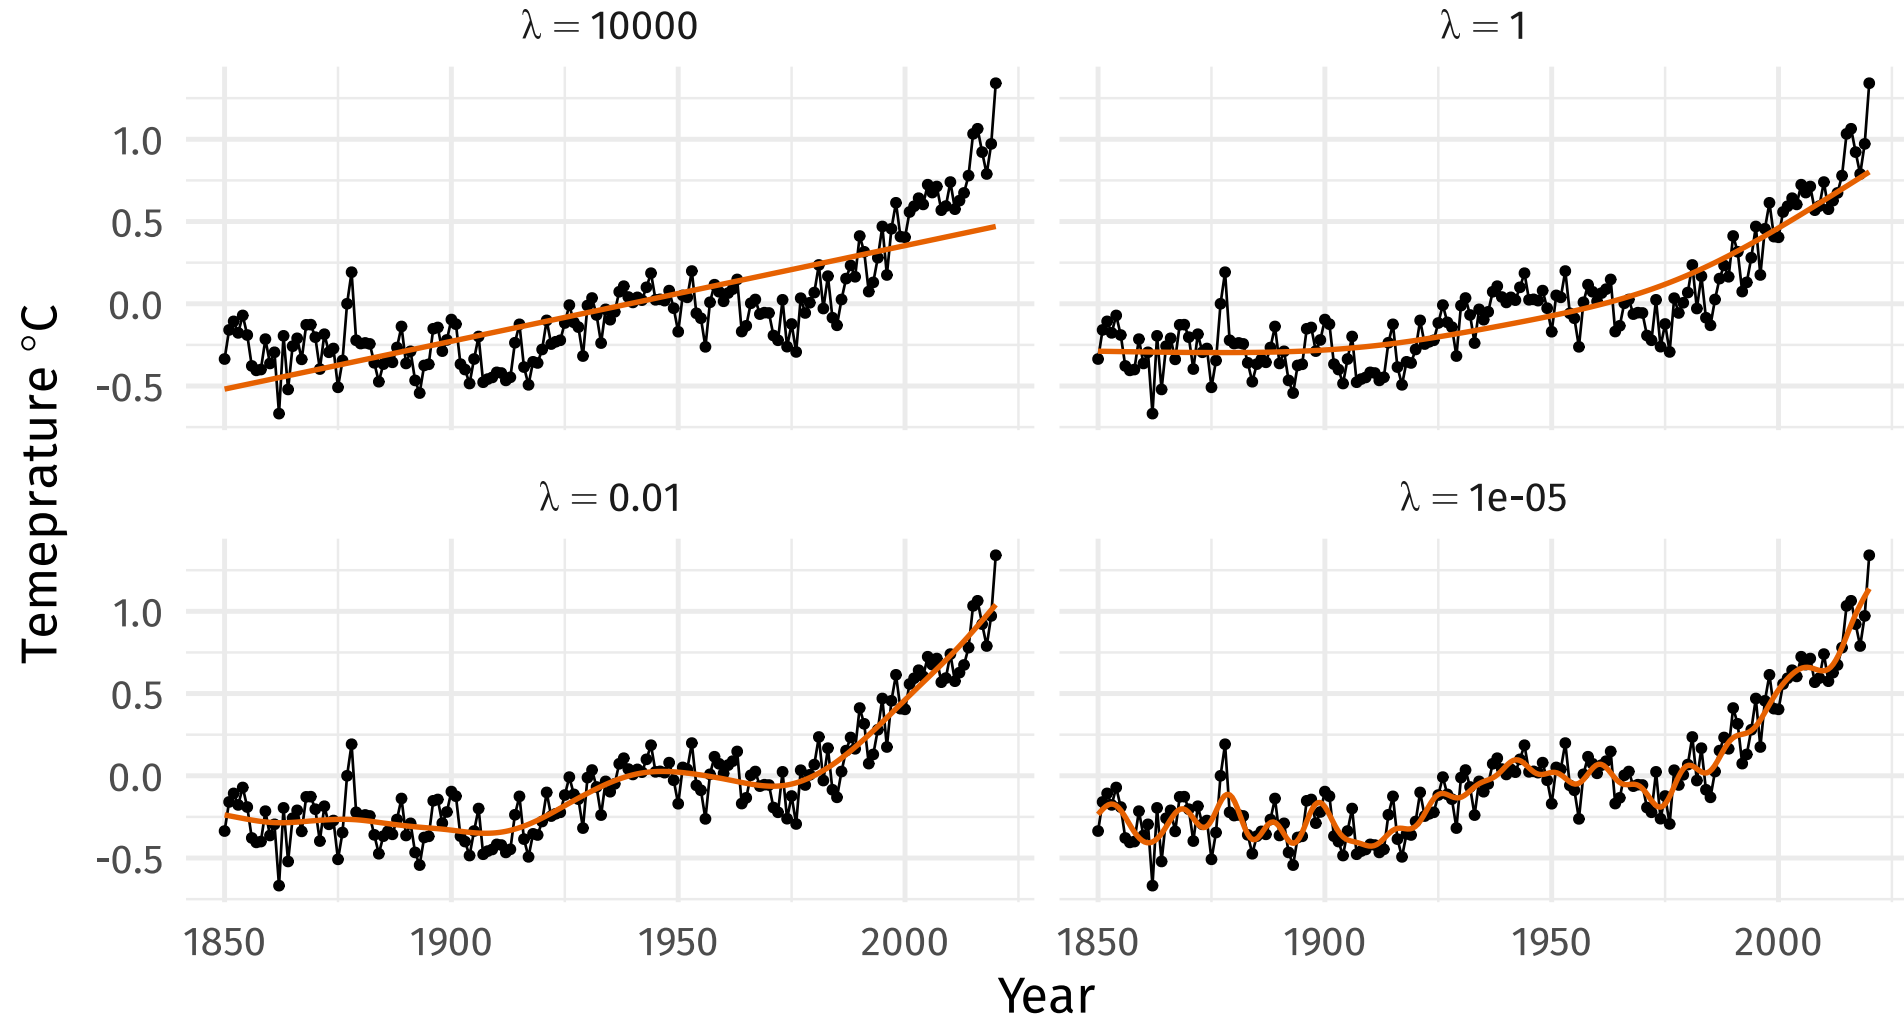 λ = 10000
λ = 1
1.0
0.5
0.0
-0.5
λ = 0.01
λ = 1e-05
1.0
0.5
0.0
-0.5
1850 1900 1950 2000
1850 1900 1950 2000
Temeprature °C
Year